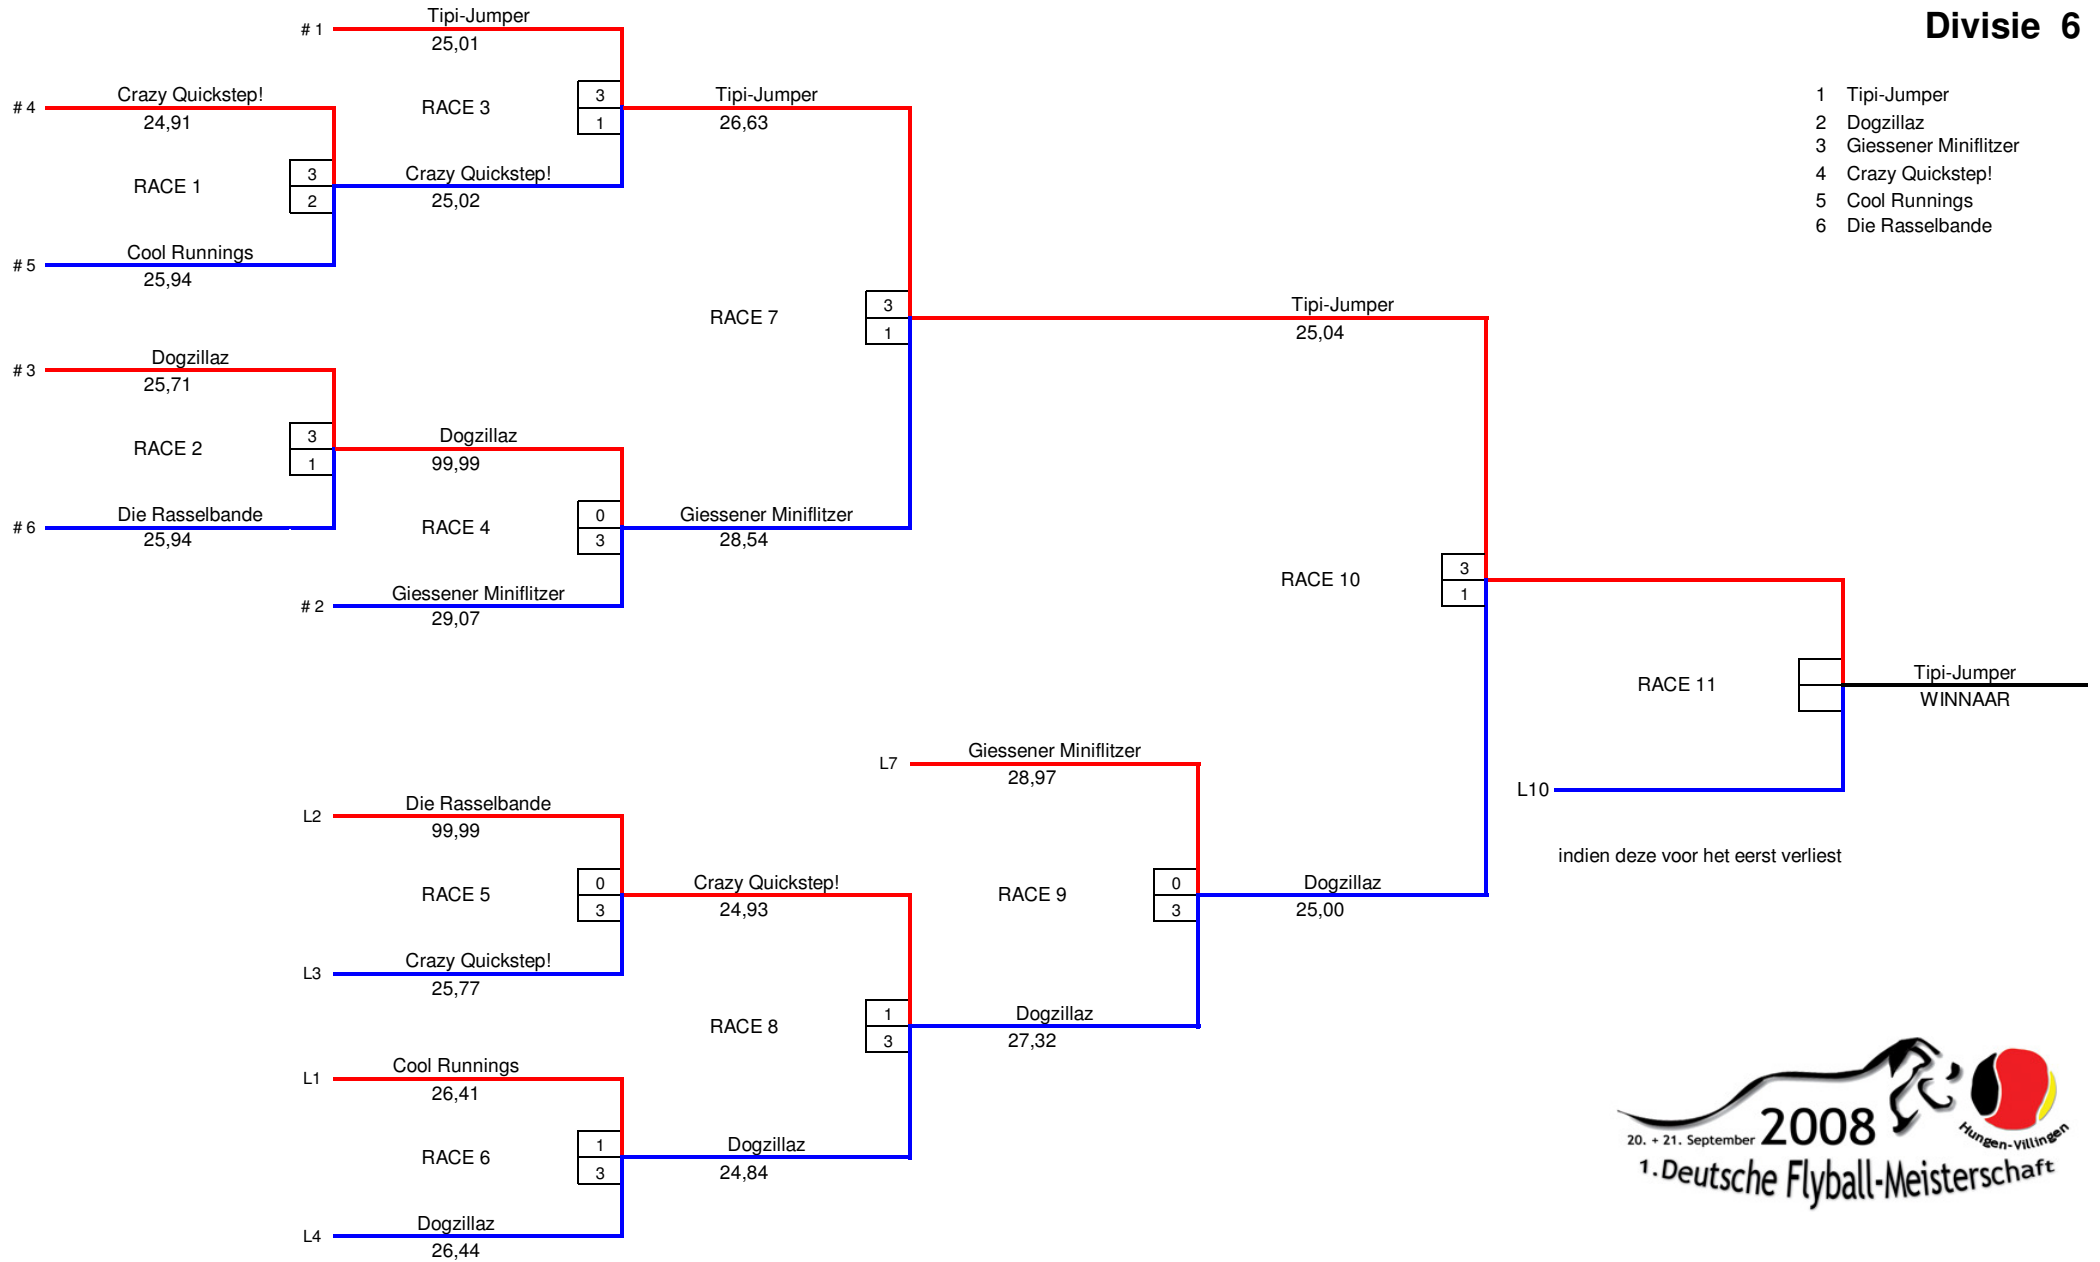 Divisie 6
1 Tipi-Jumper
2 Dogzillaz
3 Giessener Miniflitzer
4 Crazy Quickstep!
5 Cool Runnings
6 Die Rasselbande
# 1
Tipi-Jumper
25,01
# 4
Crazy Quickstep!
24,91
RACE 3
3
1
Tipi-Jumper
26,63
RACE 1
3
2
Crazy Quickstep!
25,02
# 5
Cool Runnings
25,94
RACE 7
3
1
Tipi-Jumper
25,04
# 3
Dogzillaz
25,71
RACE 2
3
1
Dogzillaz
99,99
# 6
Die Rasselbande
25,94
RACE 4
0
3
Giessener Miniflitzer
28,54
# 2
Giessener Miniflitzer
29,07
RACE 10
3
1
RACE 11
Tipi-Jumper
WINNAAR
L7
Giessener Miniflitzer
28,97
L10
indien deze voor het eerst verliest
L2
Die Rasselbande
99,99
RACE 5
0
3
Crazy Quickstep!
24,93
RACE 9
0
3
Dogzillaz
25,00
L3
Crazy Quickstep!
25,77
RACE 8
1
3
Dogzillaz
27,32
L1
Cool Runnings
26,41
RACE 6
1
3
Dogzillaz
24,84
L4
Dogzillaz
26,44
20. + 21. September 2008
Hungen-Villingen
1. Deutsche Flyball-Meisterschaft